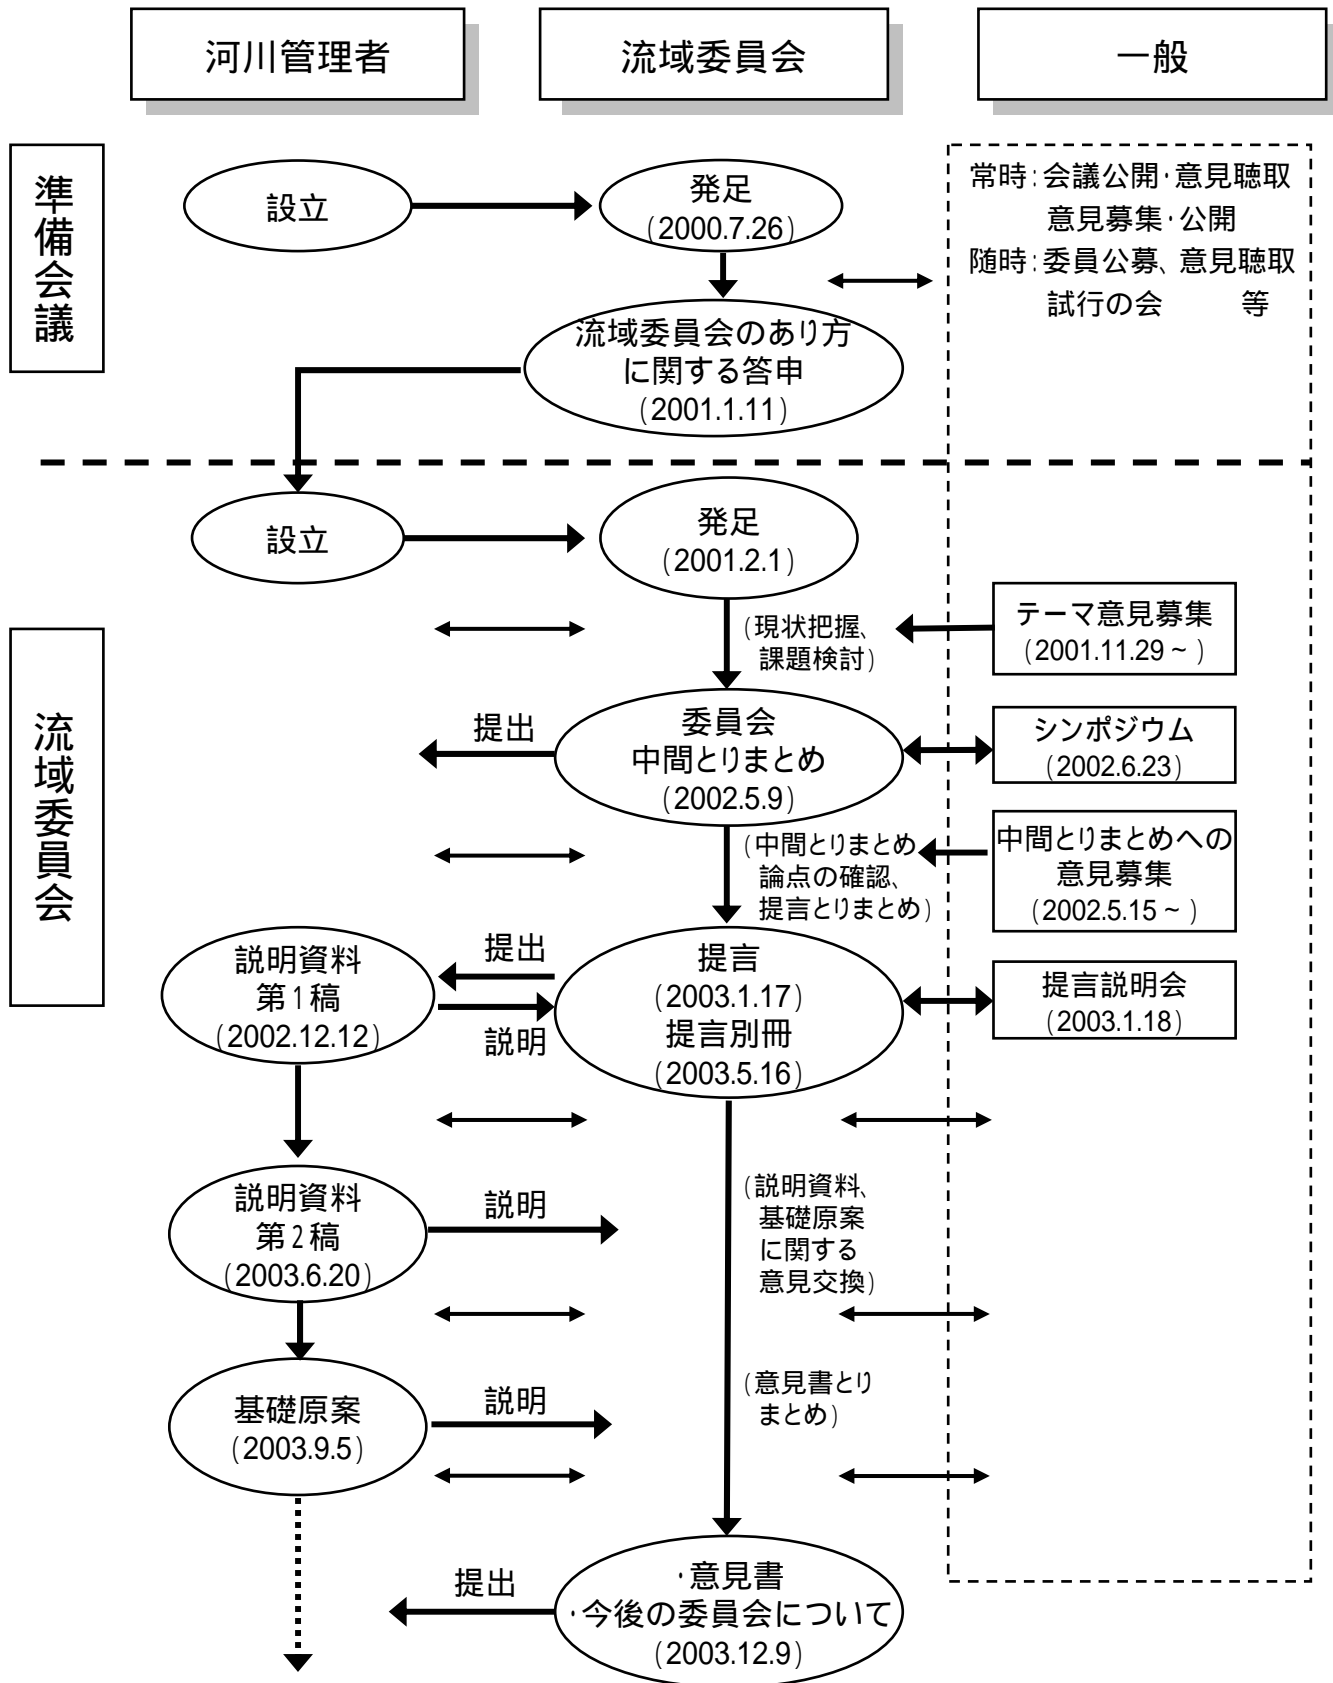 河川管理者
流域委員会
一般
準備会議
設立
発足
(2000.7.26)
常時:会議公開・意見聴取
意見募集・公開
随時:委員公募、意見聴取
試行の会 等
流域委員会のあり方
に関する答申
(2001.1.11)
流域委員会
設立
発足
(2001.2.1)
(現状把握、
課題検討)
テーマ意見募集
(2001.11.29~)
提出
委員会
中間とりまとめ
(2002.5.9)
シンポジウム
(2002.6.23)
(中間とりまとめ
論点の確認、
提言とりまとめ)
中間とりまとめへの
意見募集
(2002.5.15~)
説明資料
第1稿
(2002.12.12)
提出
説明
提言
(2003.1.17)
提言別冊
(2003.5.16)
提言説明会
(2003.1.18)
説明資料
第2稿
(2003.6.20)
説明
(説明資料、
基礎原案
に関する
意見交換)
基礎原案
(2003.9.5)
説明
(意見書とり
まとめ)
提出
・意見書
・今後の委員会について
(2003.12.9)